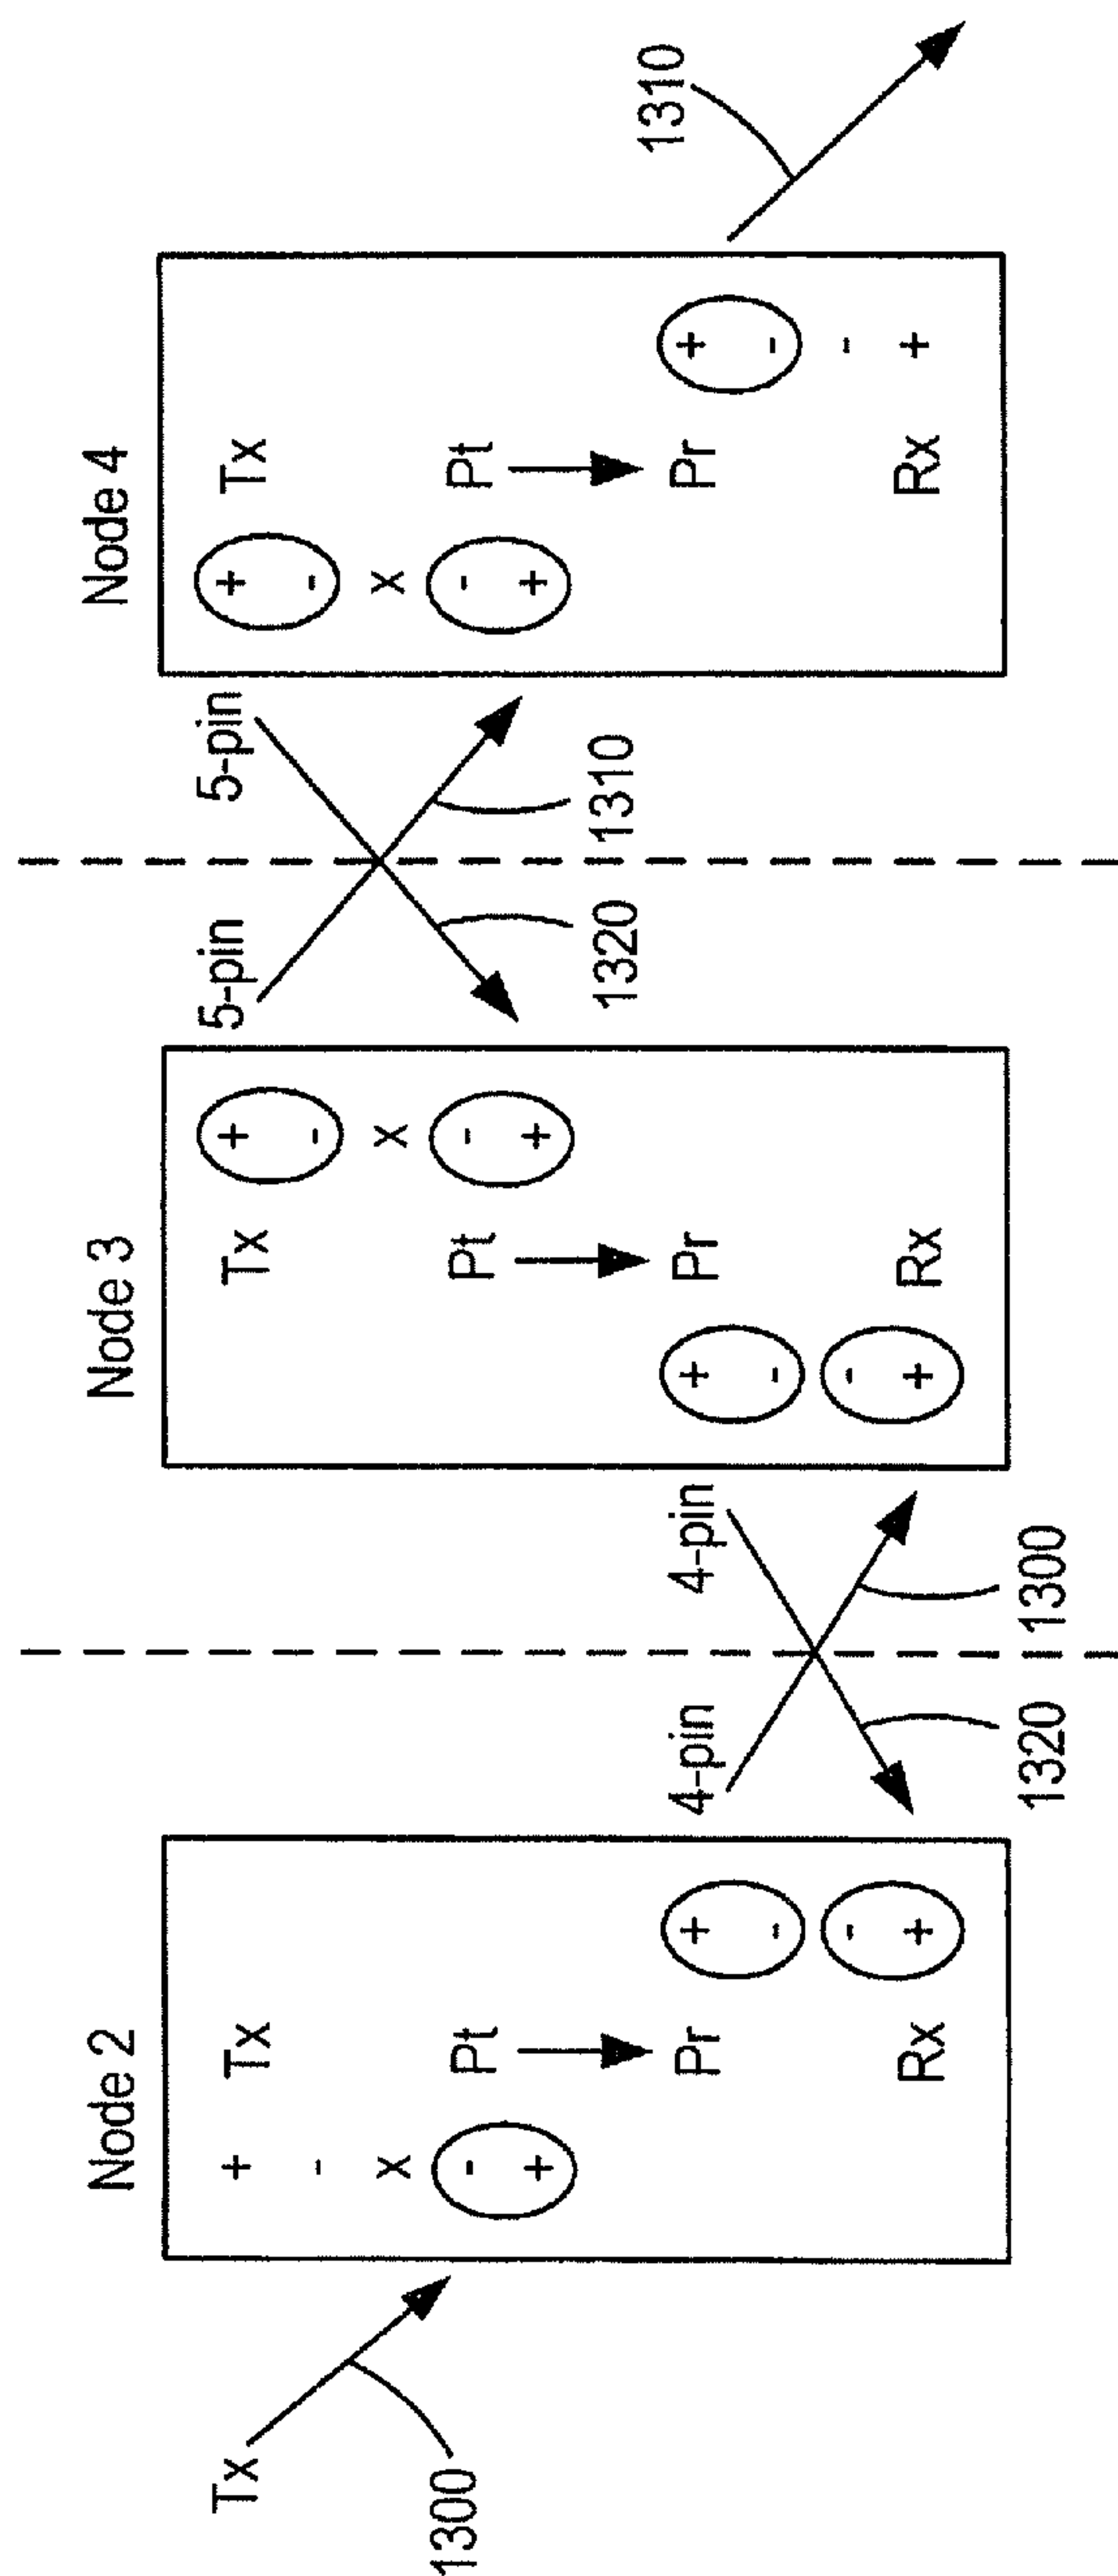 Node 2
Node 3
Node 4
Tx
1300
+
-
x
-
+
Tx
Pt
Pr
Rx
+
-
-
+
4-pin
4-pin
1320
1300
+
-
-
+
Tx
Pt
Pr
Rx
+
-
x
-
+
5-pin
5-pin
1320
1310
+
-
x
-
+
Tx
Pt
Pr
Rx
+
-
-
+
1310